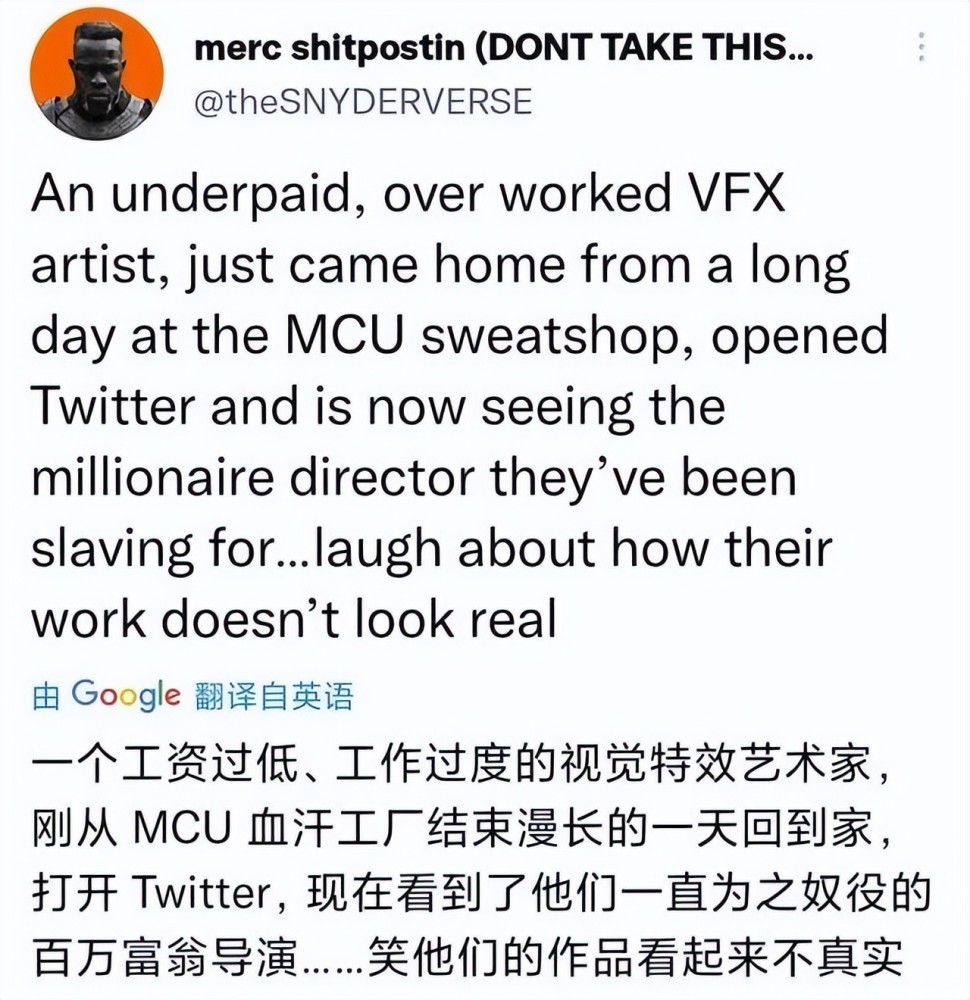 merc shitpostin (DONT TAKE THIS...
@theSNYDERVERSE
An underpaid, over worked VFX
artist, just came home from a long
day at the MCU sweatshop, opened
Twitter and is now seeing the
millionaire director they’ve been
slaving for...laugh about how their
work doesn’t look real
由 Google 翻译自英语
一个工资过低、工作过度的视觉特效艺术家，
刚从 MCU 血汗工厂结束漫长的一天回到家，
打开 Twitter，现在看到了他们一直为之奴役的
百万富翁导演……笑他们的作品看起来不真实